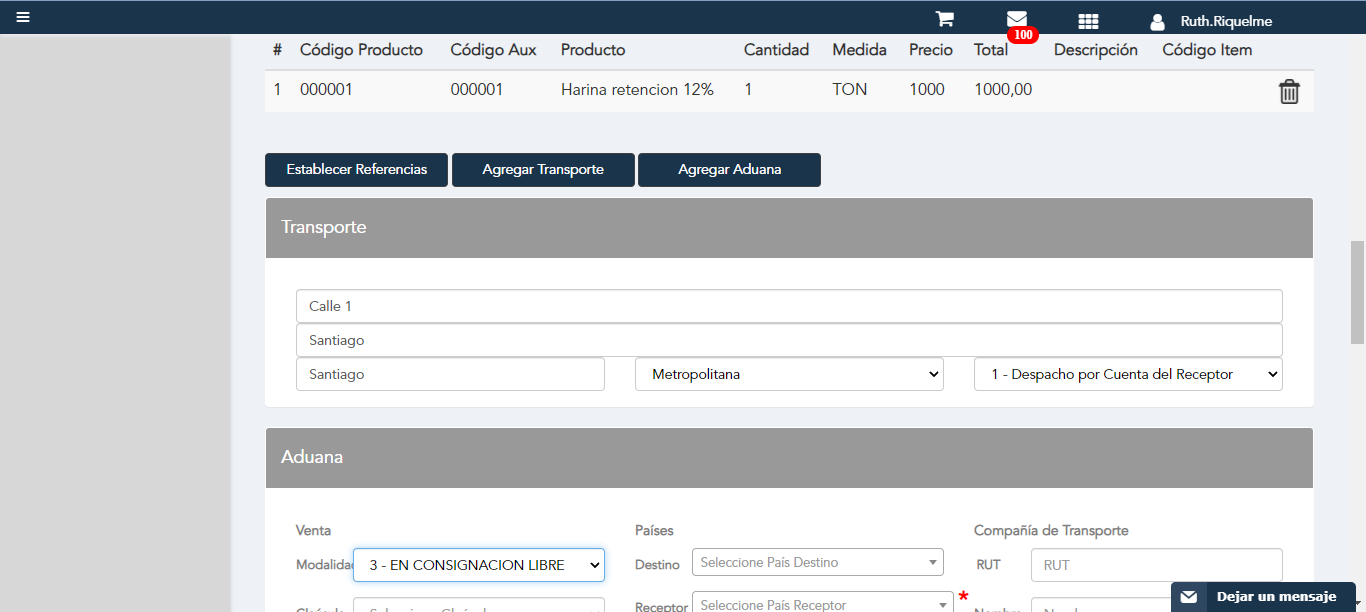 Ruth.Riquelme
100
# Código Producto Código Aux Producto Cantidad Medida Precio Total Descripción Código Item
1 000001 000001 Harina retencion 12% 1 TON 1000 1000,00
Establecer Referencias Agregar Transporte Agregar Aduana
Transporte
Calle 1
Santiago
Santiago Metropolitana 1 - Despacho por Cuenta del Receptor
Aduana
Venta Países Compañía de Transporte
Modalidad 3 - EN CONSIGNACION LIBRE Destino Seleccione País Destino RUT RUT
Receptor Seleccione País Receptor *
Dejar un mensaje